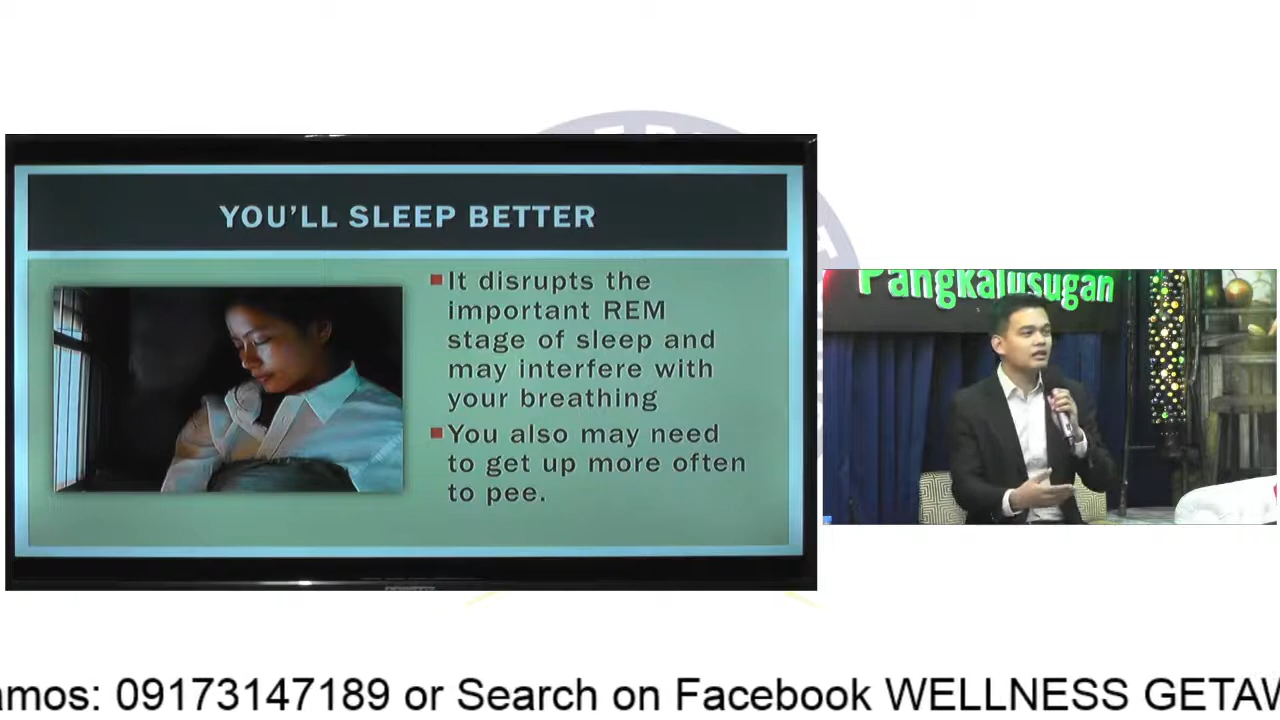 YOU'LL SLEEP BETTER
It disrupts the
important REM
stage of sleep and
may interfere with
your breathing
You also may need
to get up more often
to pee.
Pangkalusugan
amos: 09173147189 or Search on Facebook WELLNESS GETAW